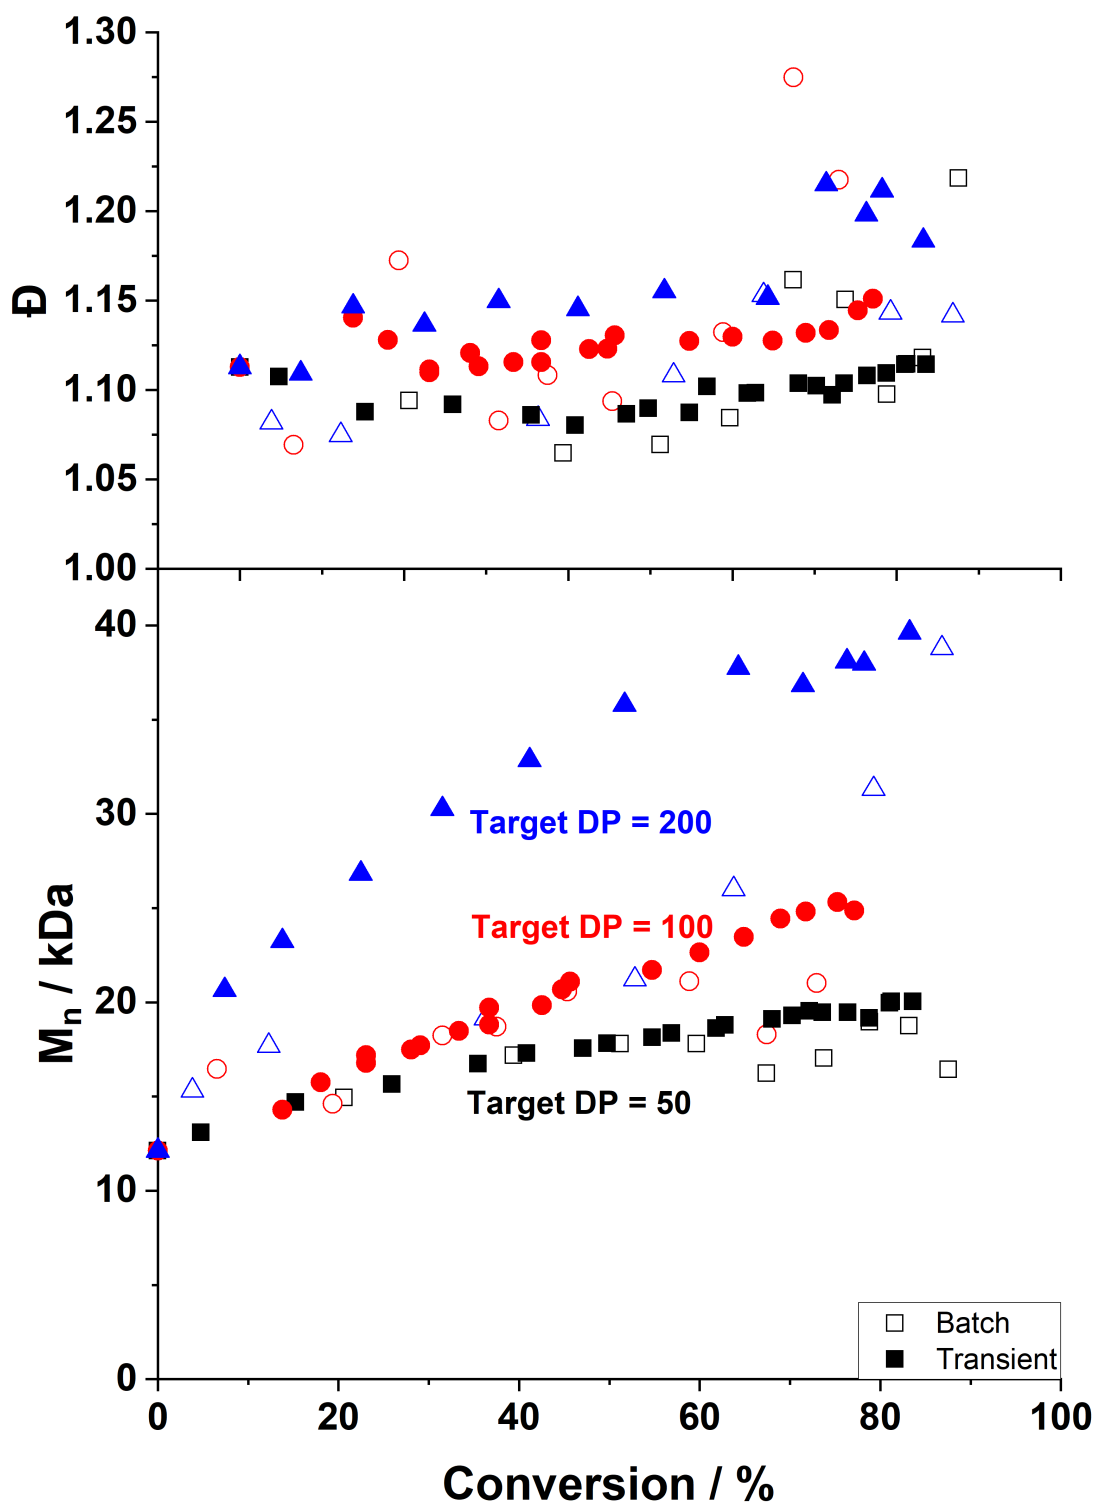 1.30
1.25
1.20
1.15
1.10
1.05
1.00
Đ
40
30
20
10
0
Mn / kDa
Target DP = 200
Target DP = 100
Target DP = 50
Batch
Transient
0 20 40 60 80 100
Conversion / %